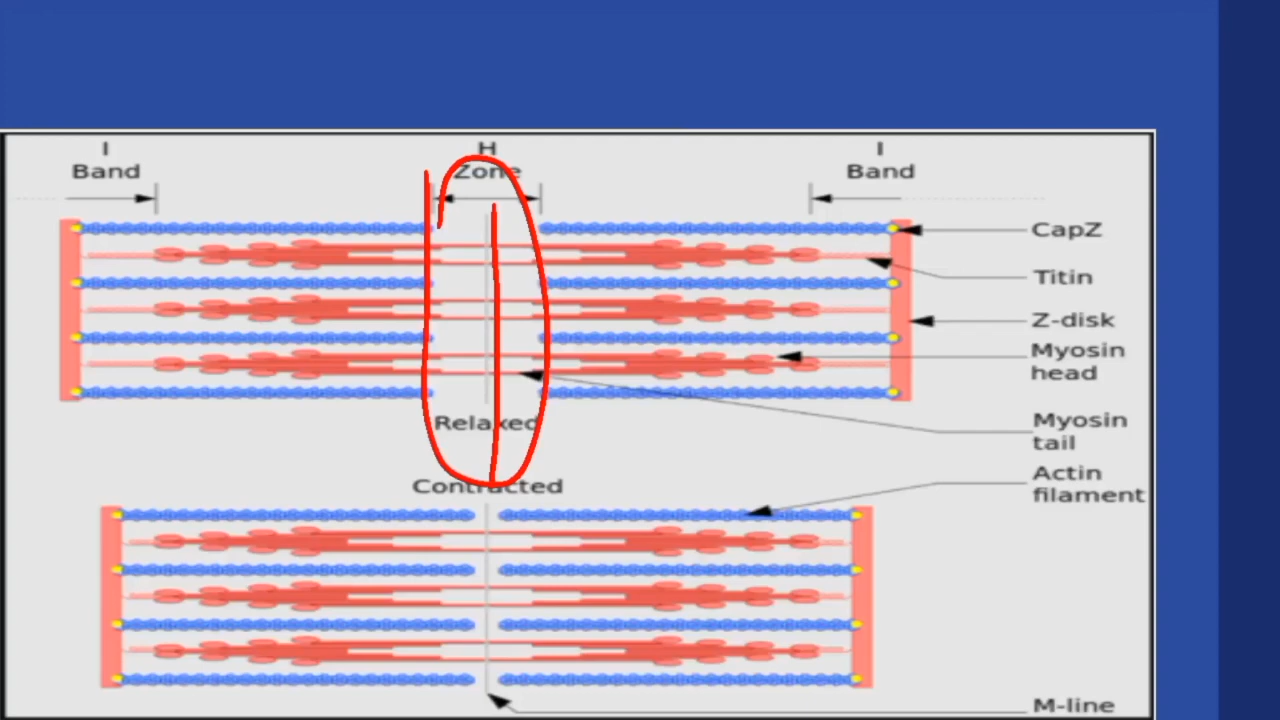 I
Band
H
Zone
I
Band
CapZ
Titin
Z-disk
Myosin
head
Myosin
tail
Relaxed
Actin
filament
Contracted
M-line